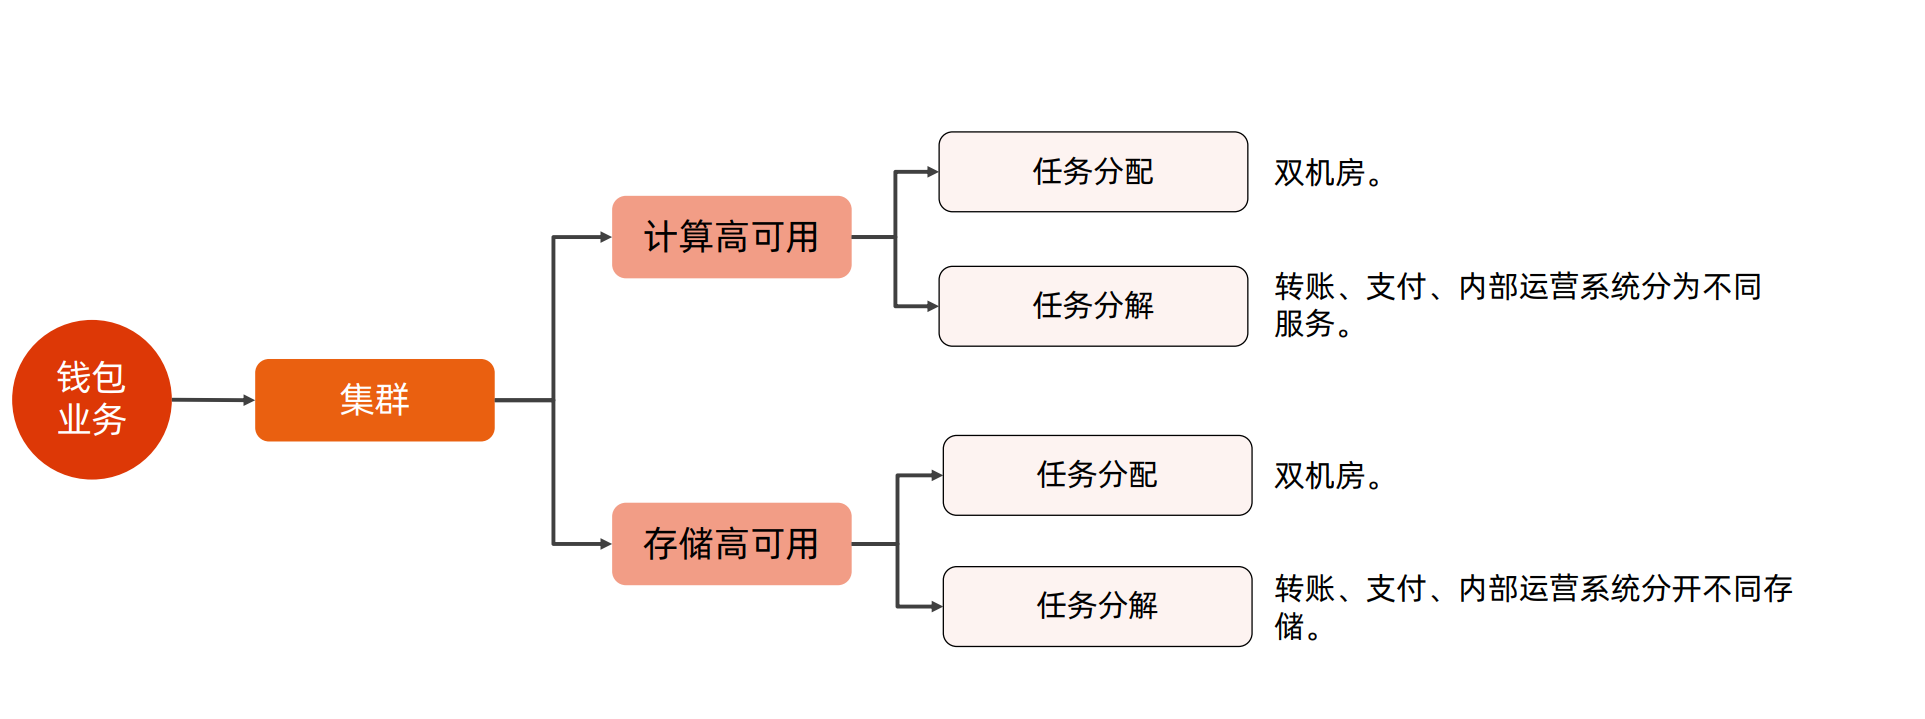 钱包
业务
集群
计算高可用
任务分配
双机房。
任务分解
转账、支付、内部运营系统分为不同
服务。
存储高可用
任务分配
双机房。
任务分解
转账、支付、内部运营系统分开不同存
储。